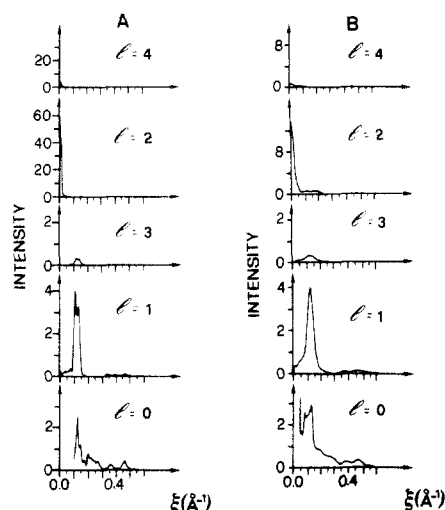 A
B
20
0
ℓ = 4
8
0
ℓ = 4
60
40
20
0
ℓ = 2
8
0
ℓ = 2
2
0
ℓ = 3
2
0
ℓ = 3
INTENSITY
INTENSITY
4
2
0
ℓ = 1
4
2
0
ℓ = 1
2
0
ℓ = 0
2
0
ℓ = 0
0.0 0.4
ξ(Å⁻¹)
0.0 0.4
ξ(Å⁻¹)